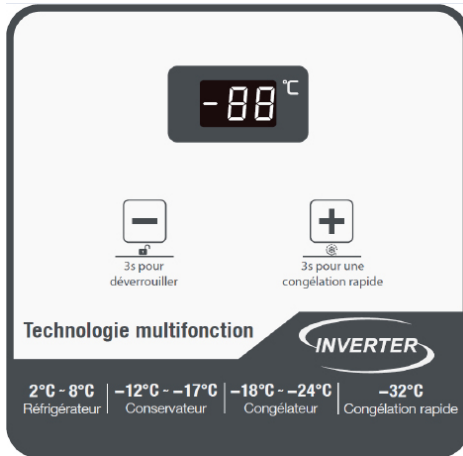 -88 °C
− +
3s pour 3s pour une
déverrouiller congélation rapide
Technologie multifonction
INVERTER
2°C ~ 8°C –12°C ~ –17°C –18°C ~ –24°C –32°C
Réfrigérateur Conservateur Congélateur Congélation rapide